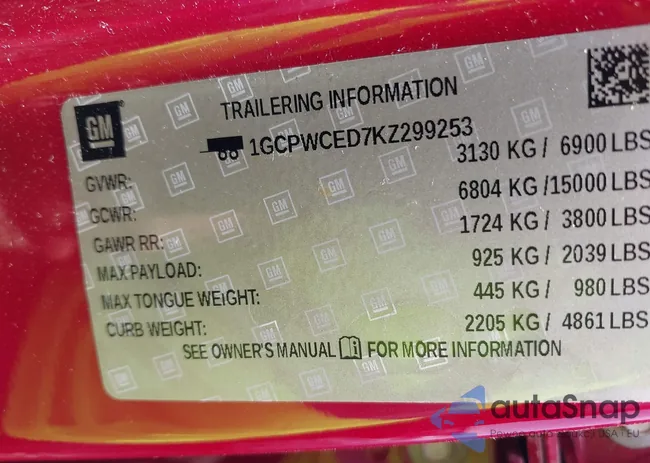 GM
TRAILERING INFORMATION
1GCPWCED7KZ299253
GVWR: 3130 KG / 6900 LBS
GCWR: 6804 KG /15000 LBS
GAWR RR: 1724 KG / 3800 LBS
MAX PAYLOAD: 925 KG / 2039 LBS
MAX TONGUE WEIGHT: 445 KG / 980 LBS
CURB WEIGHT: 2205 KG / 4861 LBS
SEE OWNER'S MANUAL FOR MORE INFORMATION
autoSnap